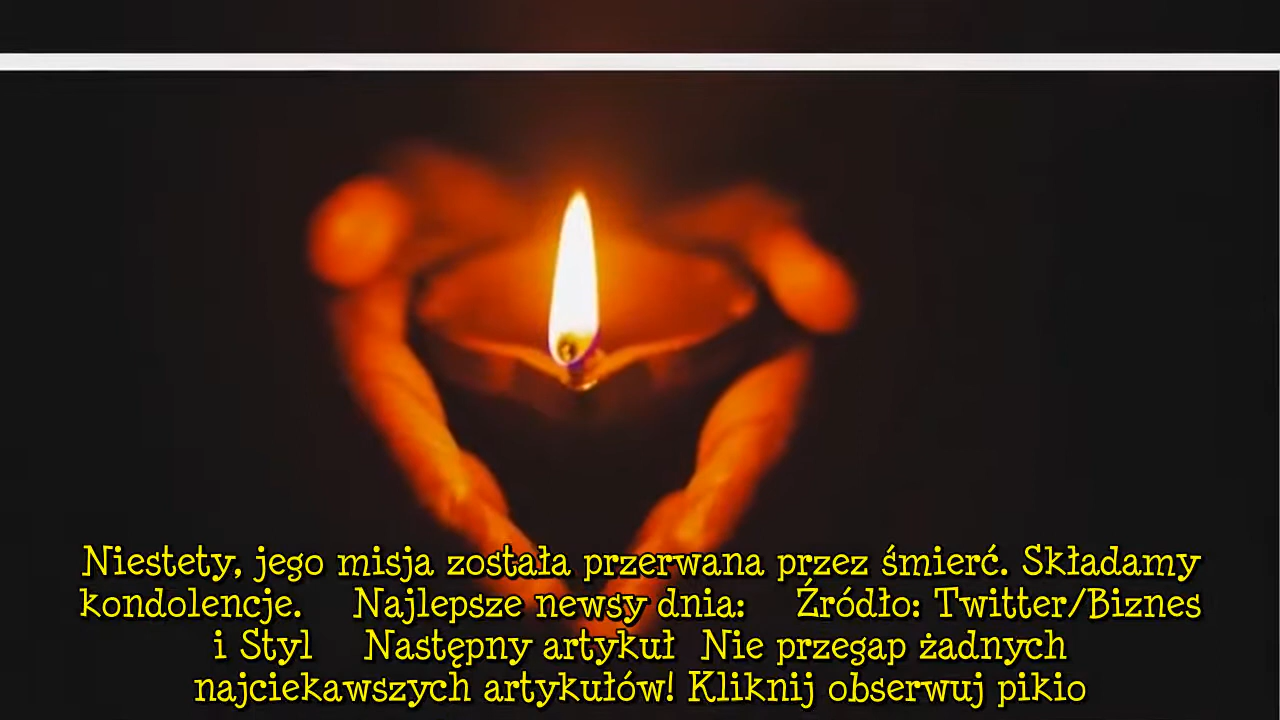 Niestety, jego misja została przerwana przez śmierć. Składamy
kondolencje. Najlepsze newsy dnia: Źródło: Twitter/Biznes
i Styl Następny artykuł Nie przegap żadnych
najciekawszych artykułów! Kliknij obserwuj pikio